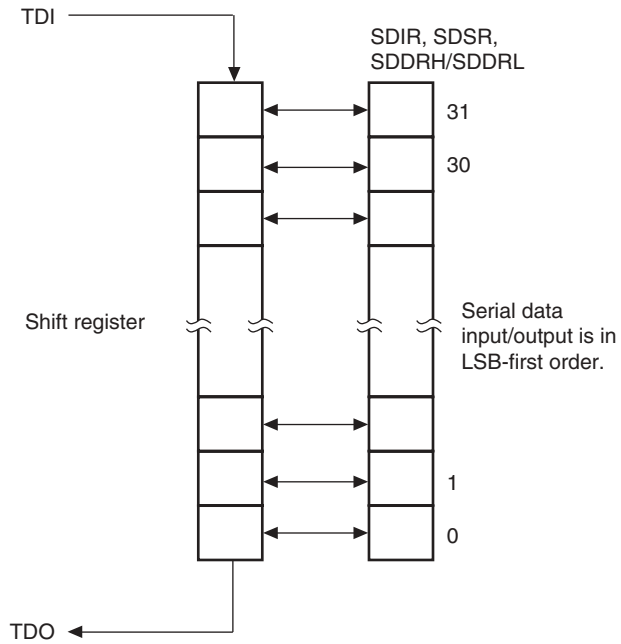 TDI
SDIR, SDSR,
SDDRH/SDDRL
31
30
Shift register
Serial data
input/output is in
LSB-first order.
1
0
TDO